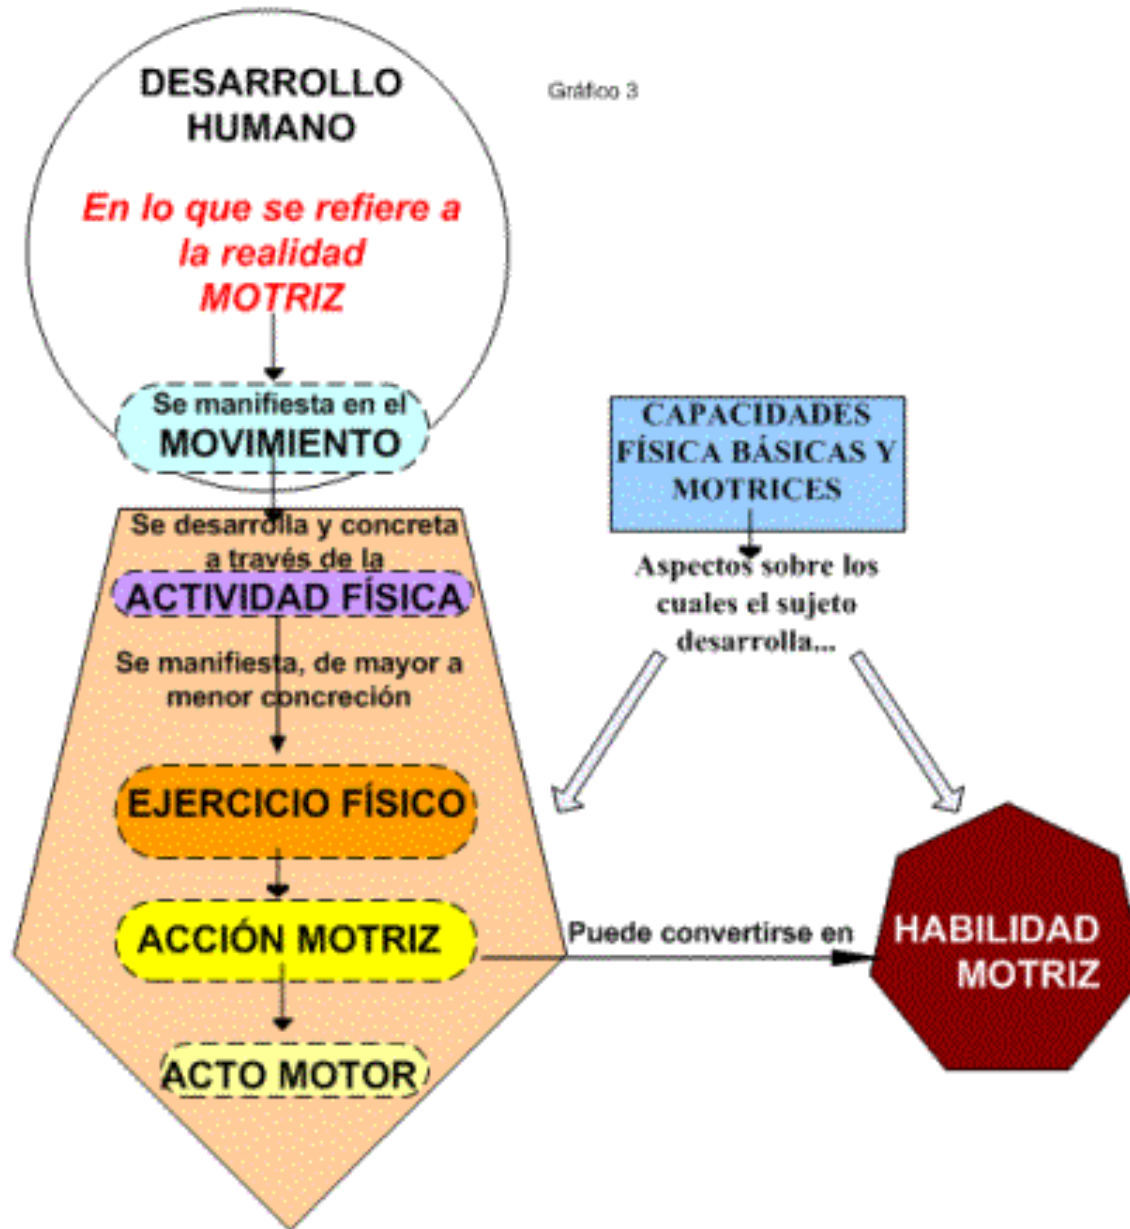 DESARROLLO
HUMANO
Gráfico 3
En lo que se refiere a
la realidad
MOTRIZ
Se manifiesta en el
MOVIMIENTO
Se desarrolla y concreta
a través de la
ACTIVIDAD FÍSICA
Se manifiesta, de mayor a
menor concreción
EJERCICIO FÍSICO
ACCIÓN MOTRIZ
ACTO MOTOR
CAPACIDADES
FÍSICA BÁSICAS Y
MOTRICES
Aspectos sobre los
cuales el sujeto
desarrolla...
Puede convertirse en
HABILIDAD
MOTRIZ